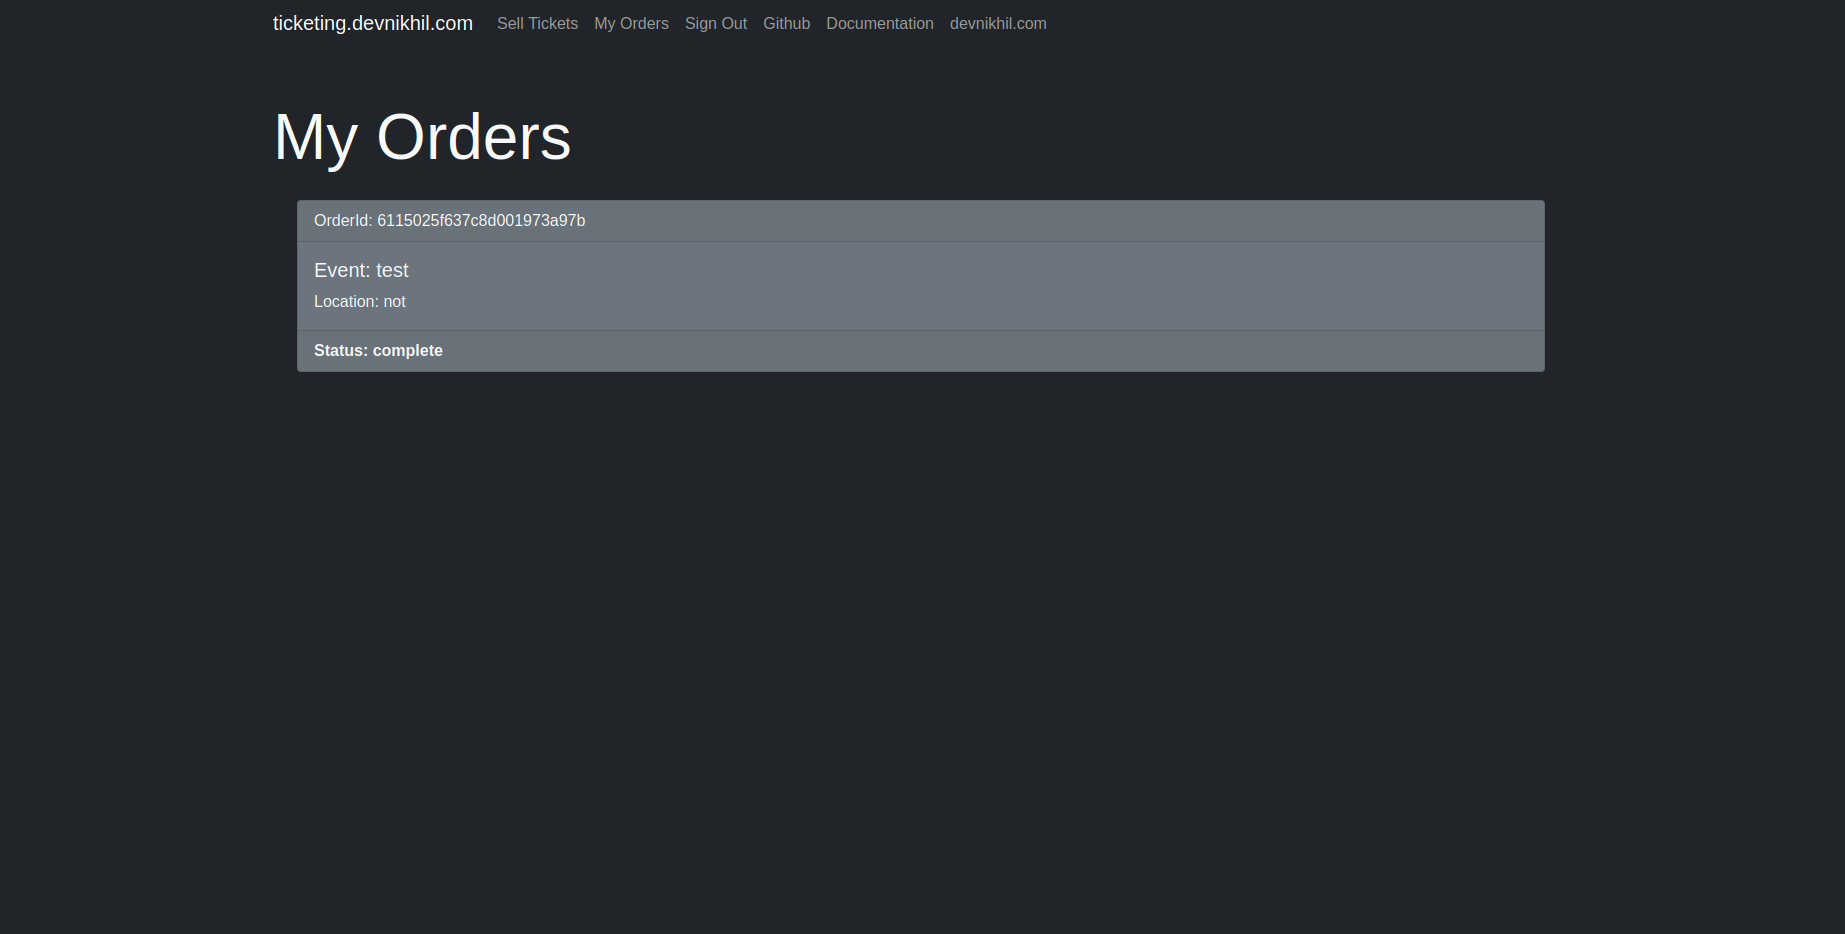 ticketing.devnikhil.com Sell Tickets My Orders Sign Out Github Documentation devnikhil.com
My Orders
OrderId: 6115025f637c8d001973a97b
Event: test
Location: not
Status: complete